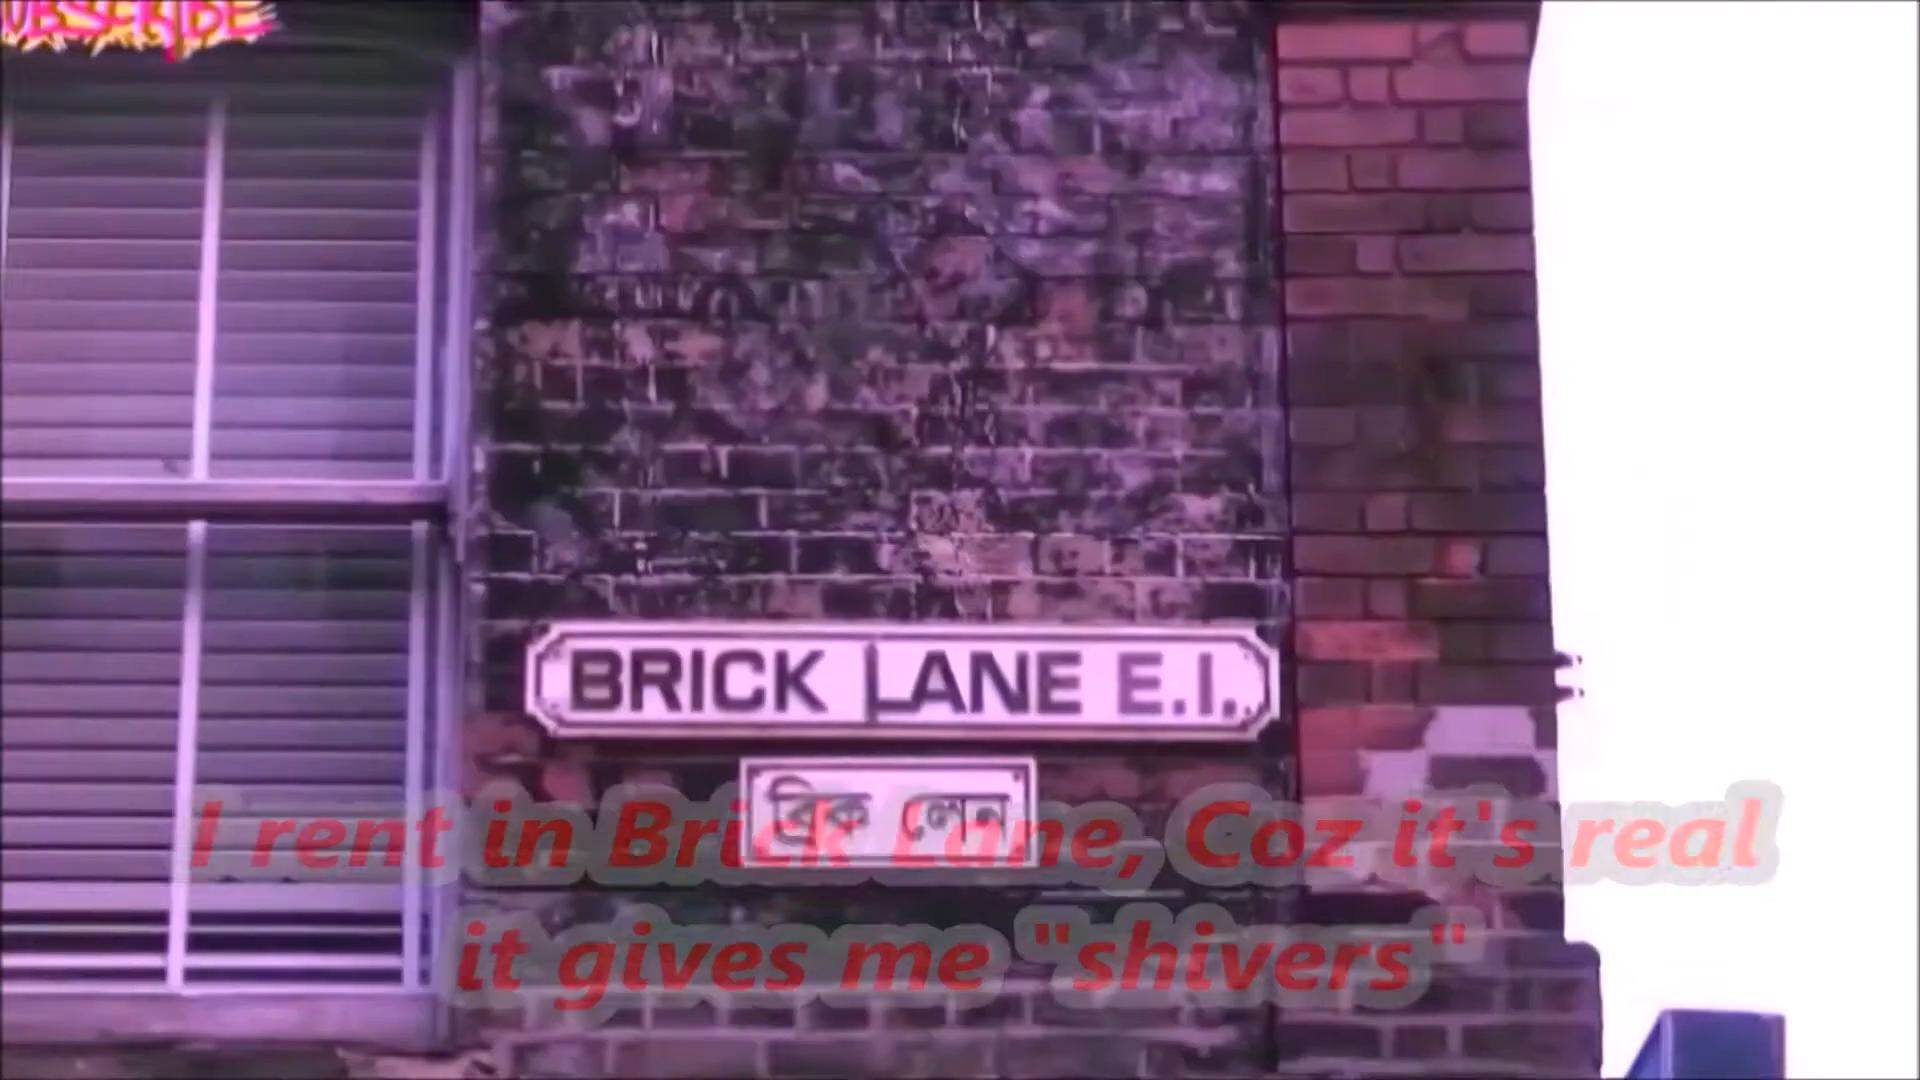 BRICK LANE E.I.
ব্রিক লেন
I rent in Brick Lane, Coz it's real
it gives me "shivers"